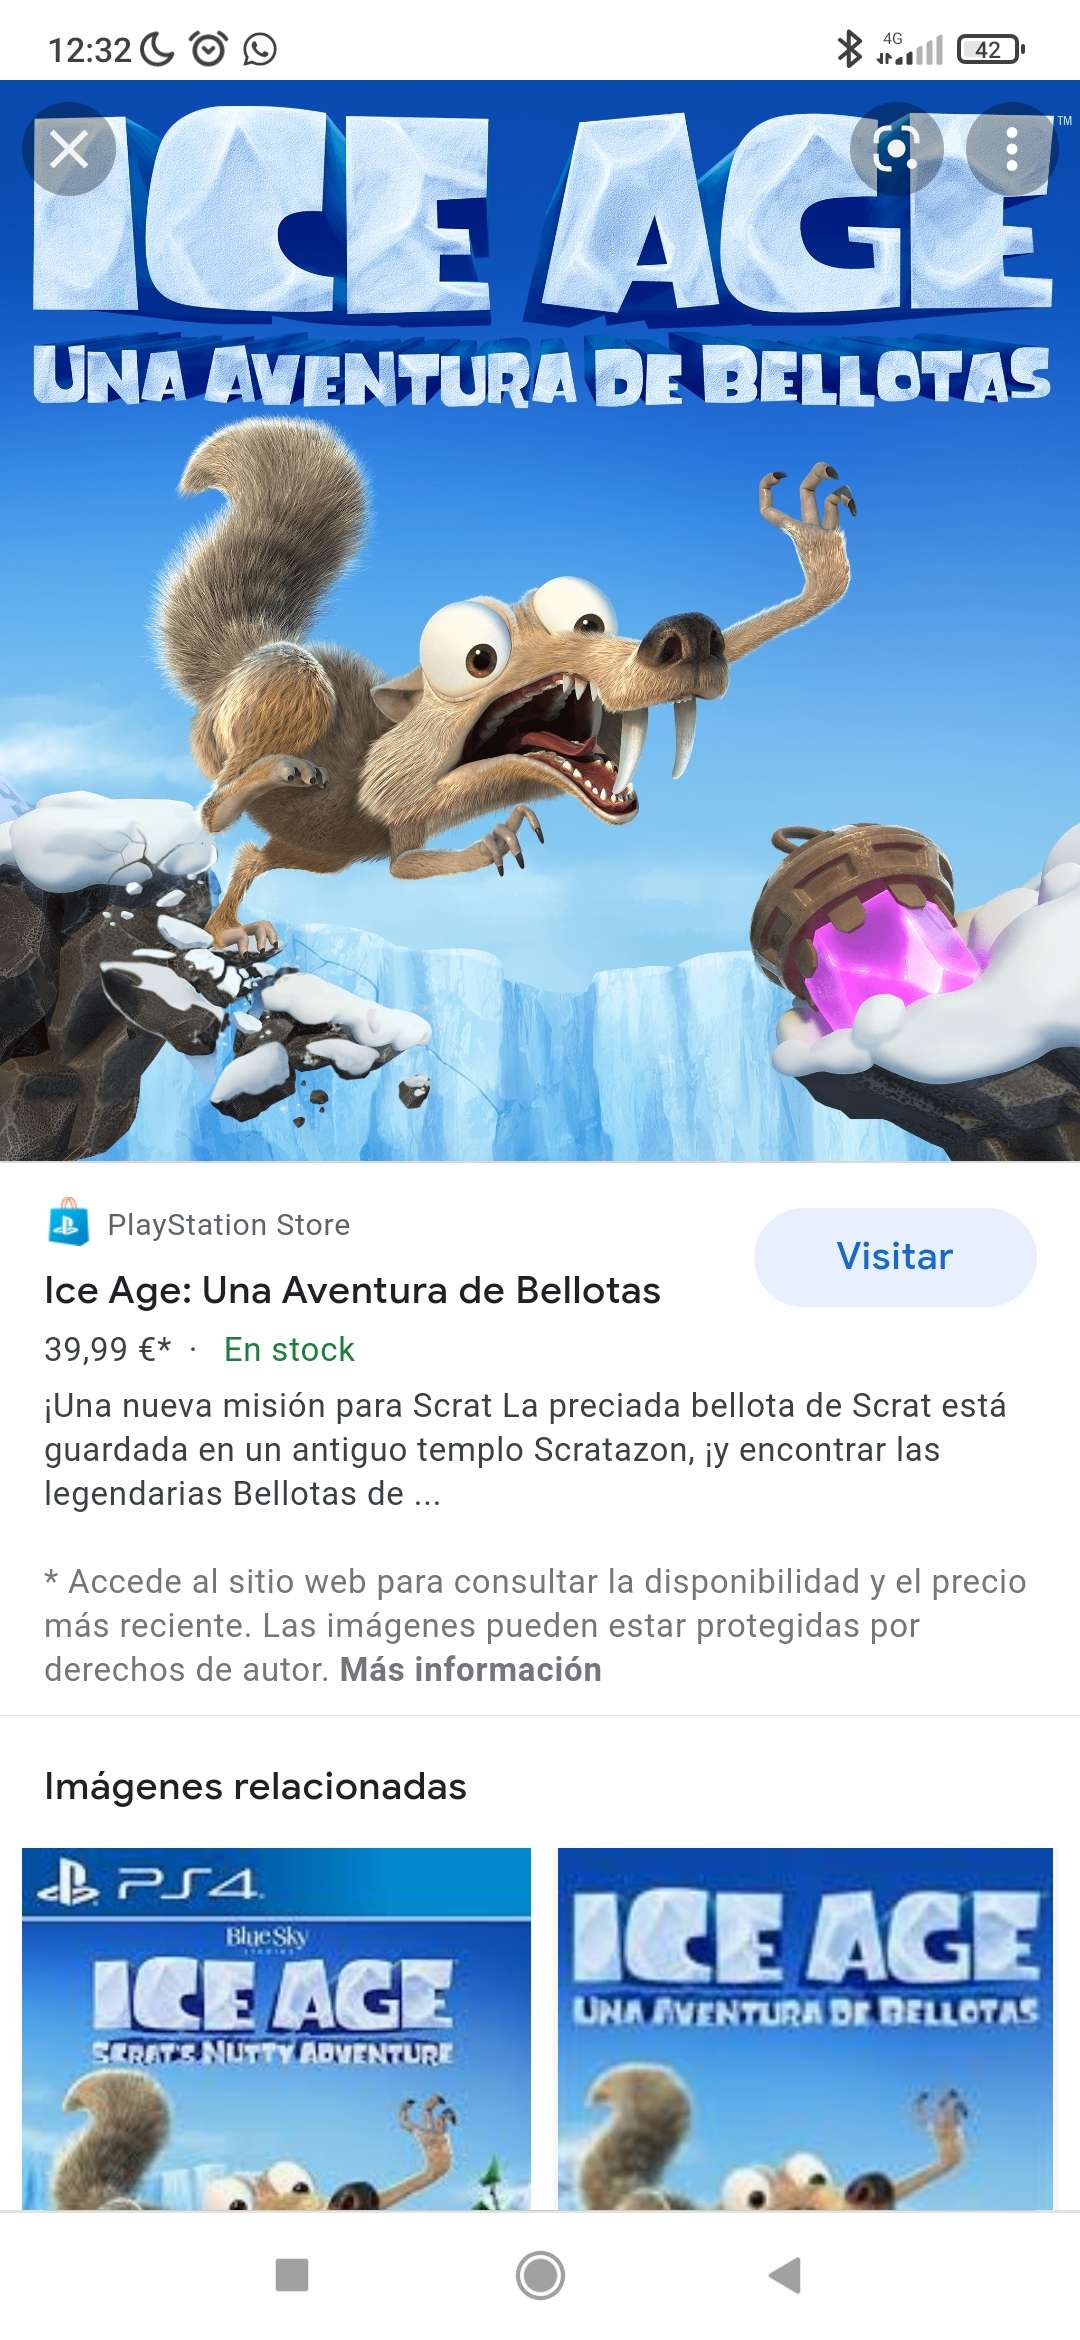 12:32
4G
42
ICE AGE
TM
UNA AVENTURA DE BELLOTAS
PlayStation Store
Visitar
Ice Age: Una Aventura de Bellotas
39,99 €* · En stock
¡Una nueva misión para Scrat La preciada bellota de Scrat está
guardada en un antiguo templo Scratazon, ¡y encontrar las
legendarias Bellotas de ...
* Accede al sitio web para consultar la disponibilidad y el precio
más reciente. Las imágenes pueden estar protegidas por
derechos de autor. Más información
Imágenes relacionadas
PS4
BlueSky
STUDIOS
ICE AGE
SCRAT'S NUTTY ADVENTURE
ICE AGE
UNA AVENTURA DE BELLOTAS